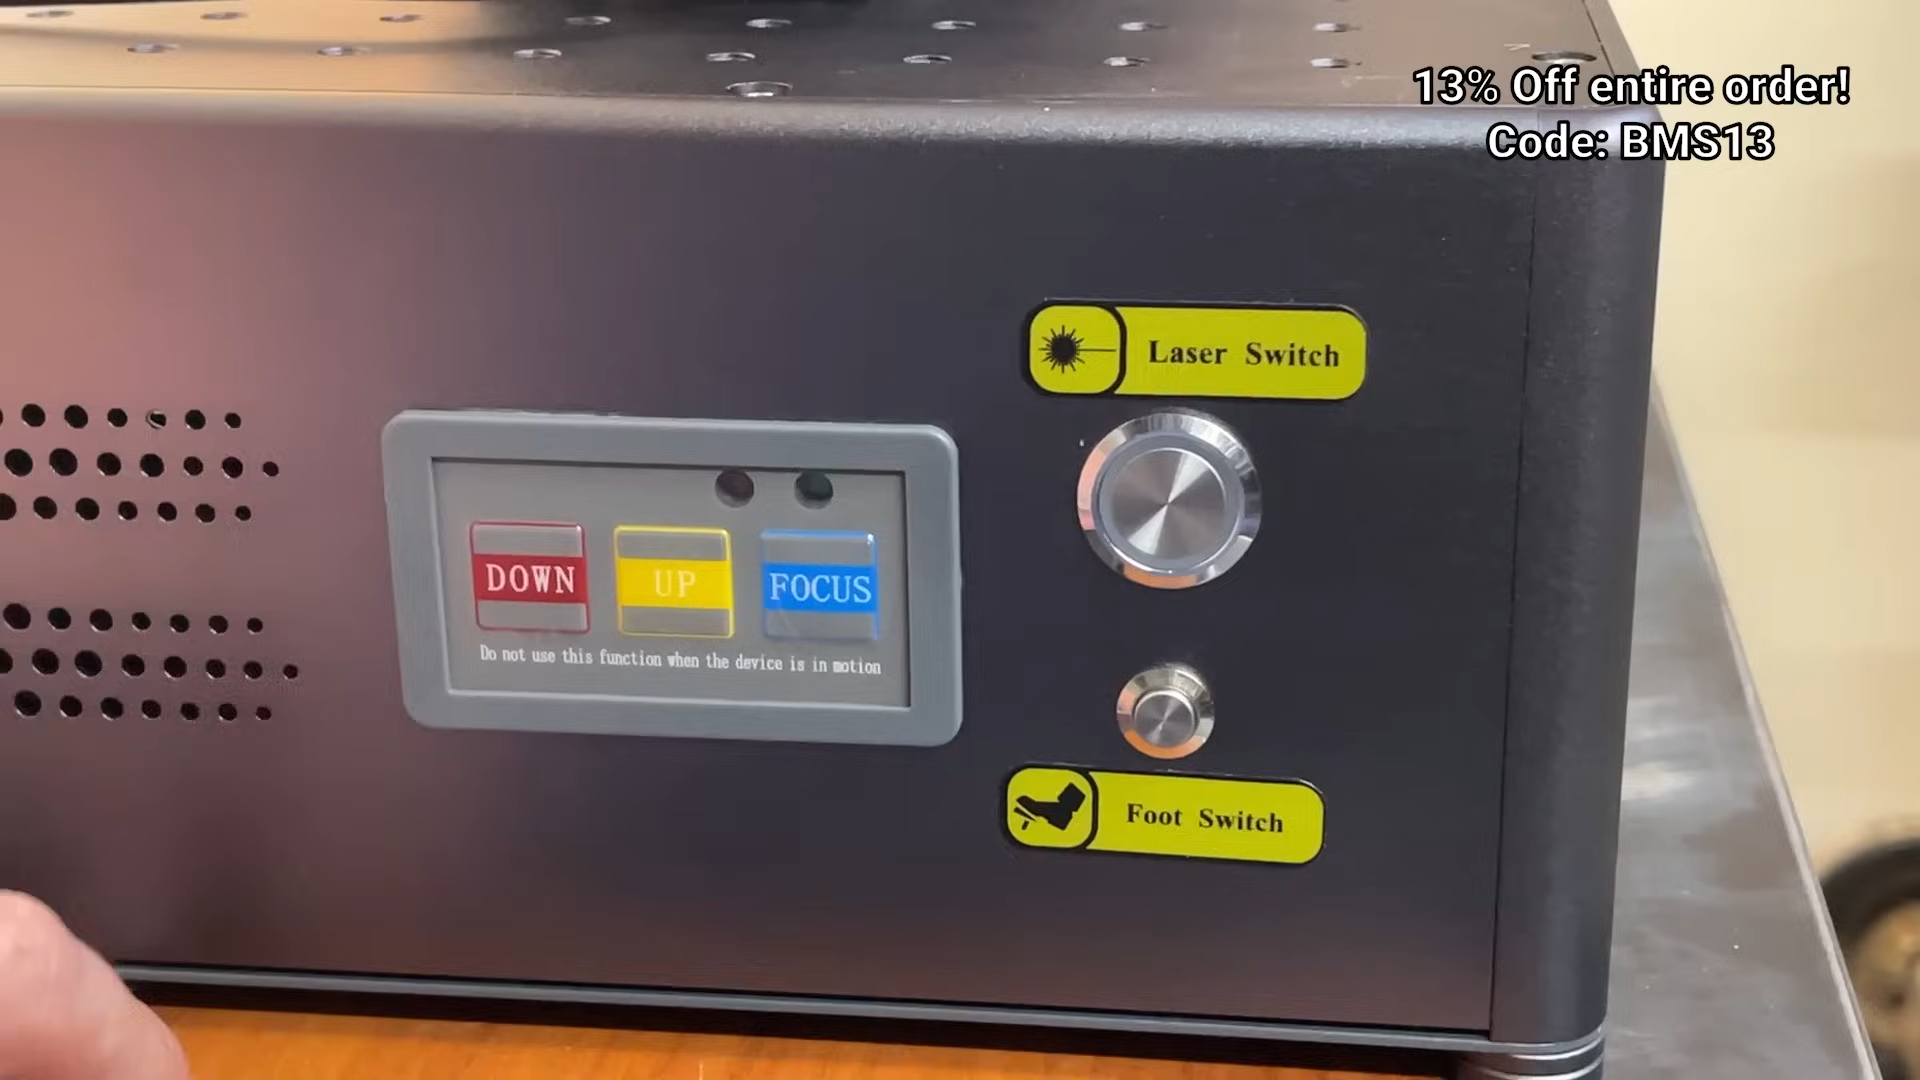 13% Off entire order!
Code: BMS13
Laser Switch
DOWN
UP
FOCUS
Do not use this function when the device is in motion
Foot Switch